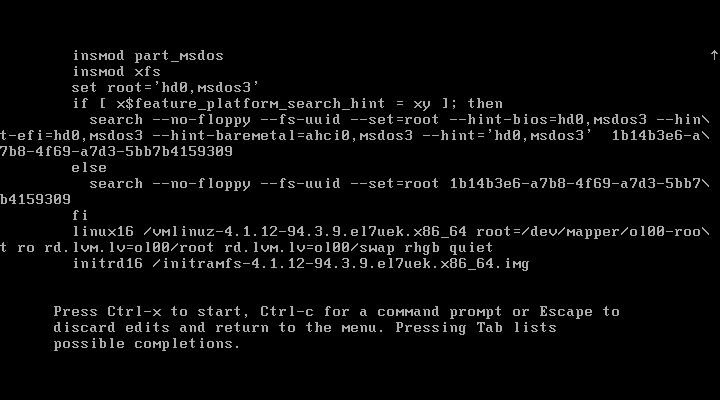 insmod part_msdos
insmod xfs
set root='hd0,msdos3'
if [ x$feature_platform_search_hint = xy ]; then
search --no-floppy --fs-uuid --set=root --hint-bios=hd0,msdos3 --hin\
t-efi=hd0,msdos3 --hint-baremetal=ahci0,msdos3 --hint='hd0,msdos3'  1b14b3e6-a\
7b8-4f69-a7d3-5bb7b4159309
else
search --no-floppy --fs-uuid --set=root 1b14b3e6-a7b8-4f69-a7d3-5bb7\
b4159309
fi
linux16 /vmlinuz-4.1.12-94.3.9.el7uek.x86_64 root=/dev/mapper/ol00-roo\
t ro rd.lvm.lv=ol00/root rd.lvm.lv=ol00/swap rhgb quiet
initrd16 /initramfs-4.1.12-94.3.9.el7uek.x86_64.img
Press Ctrl-x to start, Ctrl-c for a command prompt or Escape to
discard edits and return to the menu. Pressing Tab lists
possible completions.